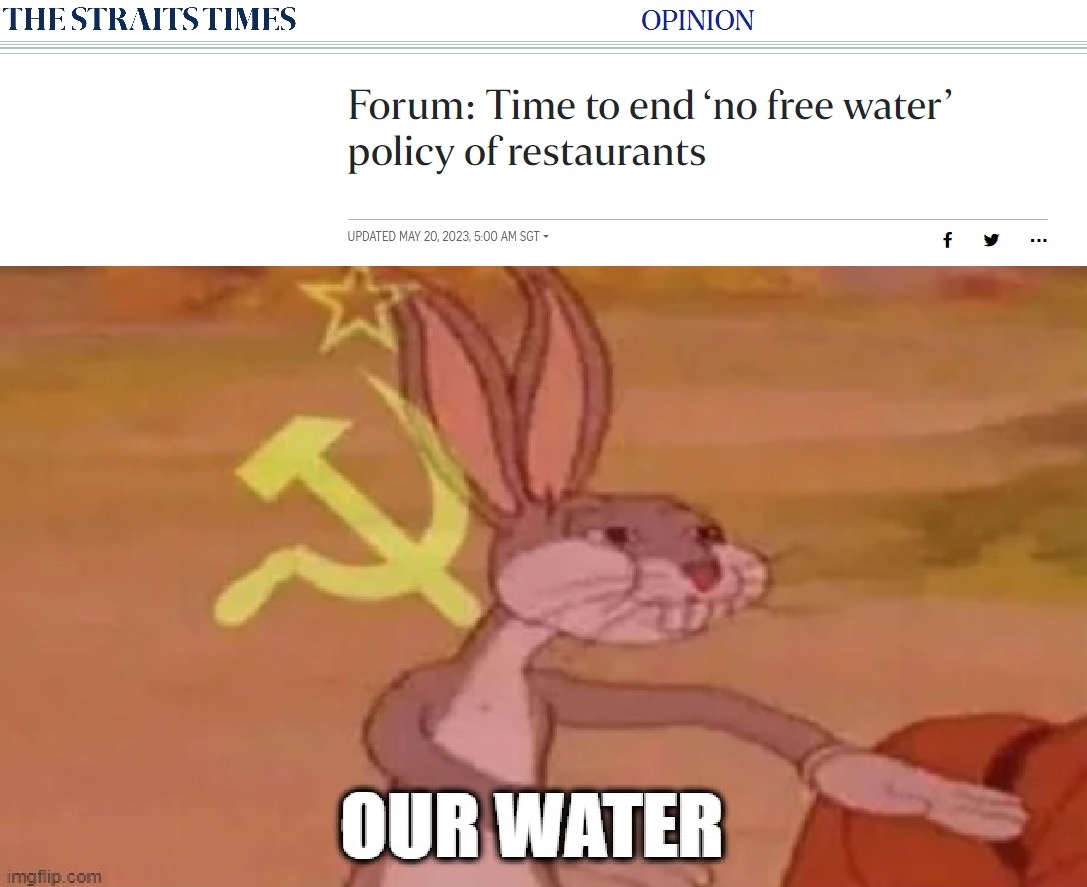 THE STRAITS TIMES
OPINION
Forum: Time to end ‘no free water’
policy of restaurants
UPDATED MAY 20, 2023, 5:00 AM SGT
OUR WATER
imgflip.com